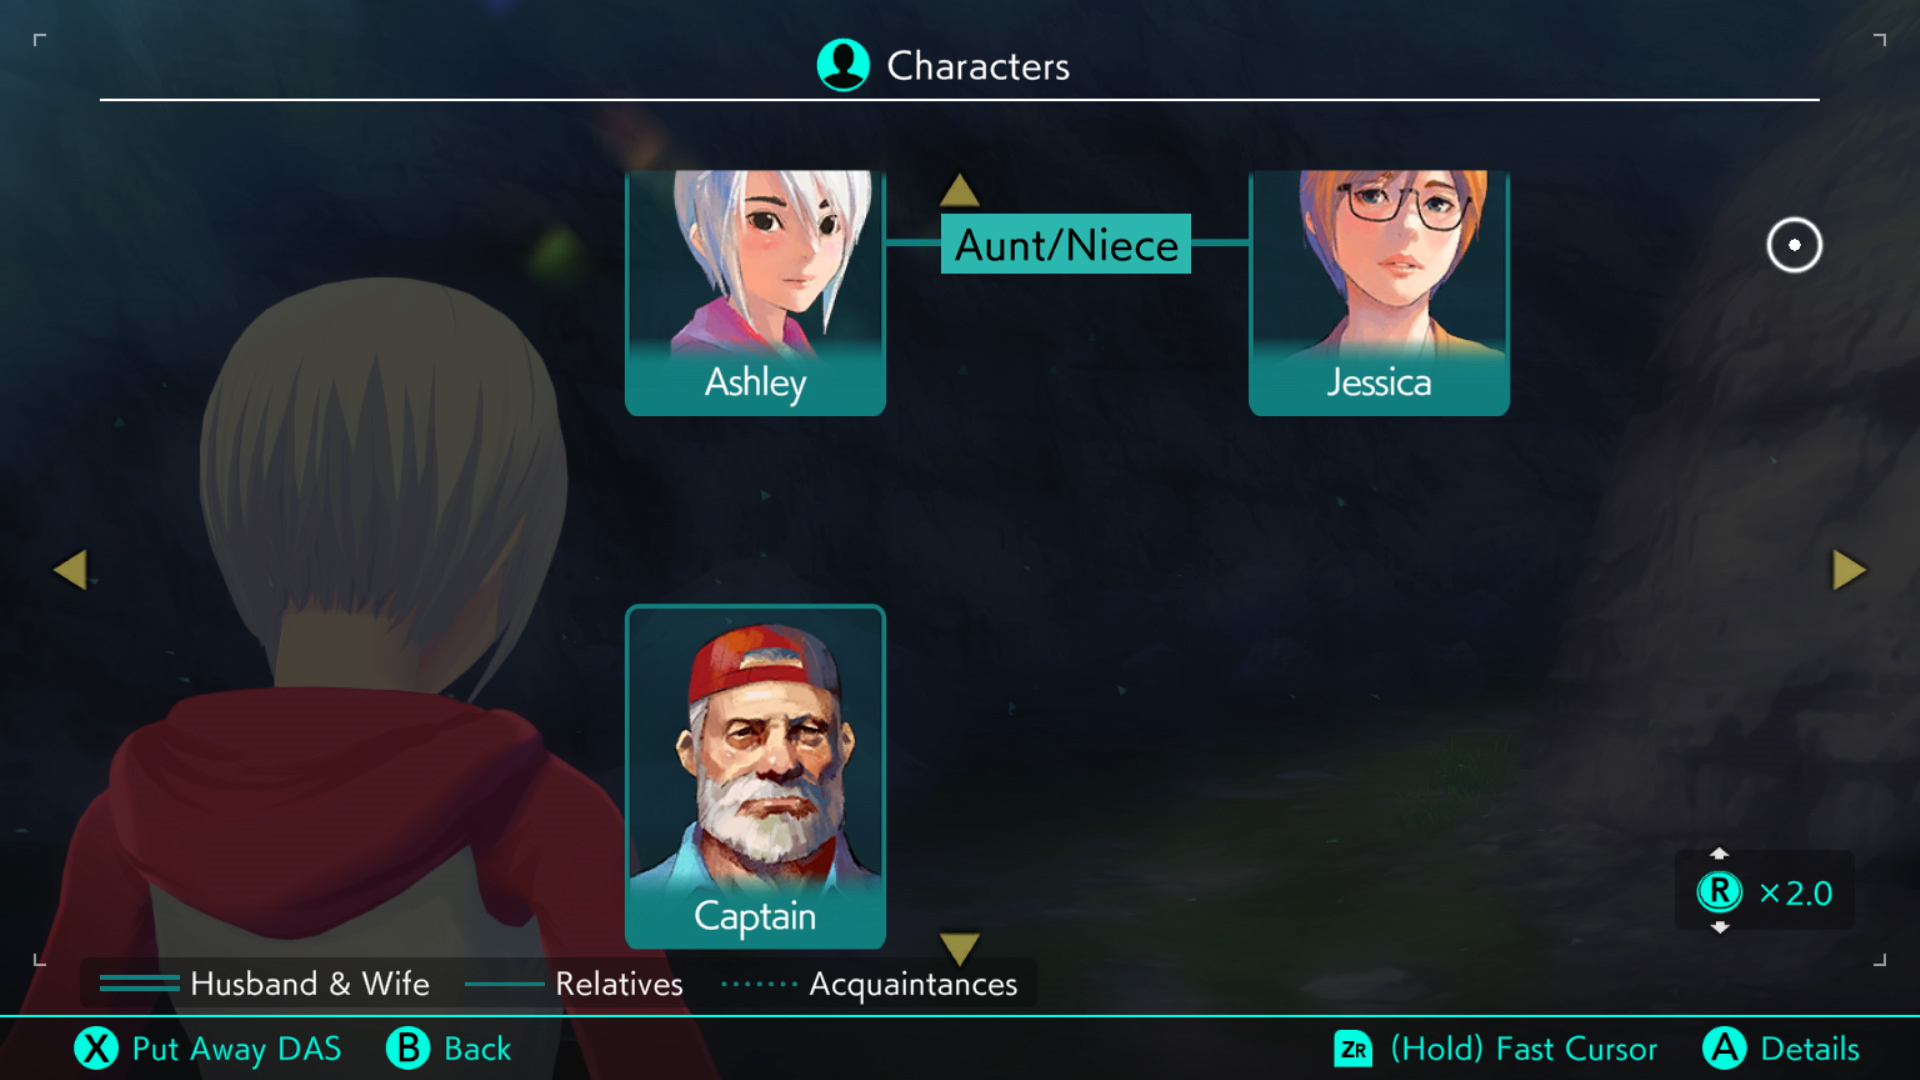 Characters
Aunt/Niece
Ashley
Jessica
Captain
R ×2.0
Husband & Wife Relatives Acquaintances
X Put Away DAS B Back ZR (Hold) Fast Cursor A Details